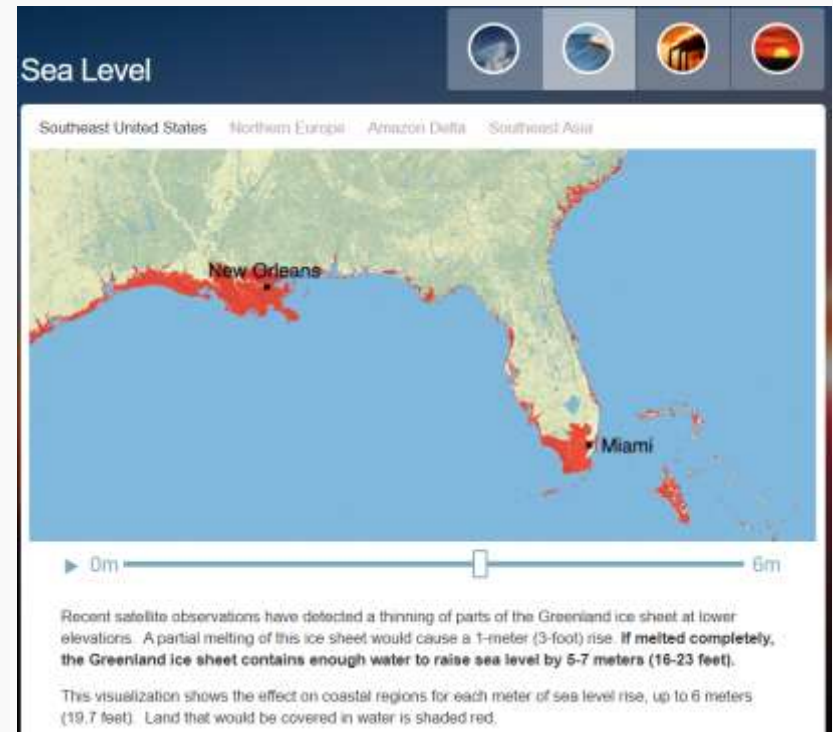 Sea Level
Southeast United States Northern Europe Amazon Delta Southeast Asia
New Orleans
Miami
0m 6m
Recent satellite observations have detected a thinning of parts of the Greenland ice sheet at lower
elevations. A partial melting of this ice sheet would cause a 1-meter (3-foot) rise. If melted completely,
the Greenland ice sheet contains enough water to raise sea level by 5-7 meters (16-23 feet).
This visualization shows the effect on coastal regions for each meter of sea level rise, up to 6 meters
(19.7 feet). Land that would be covered in water is shaded red.